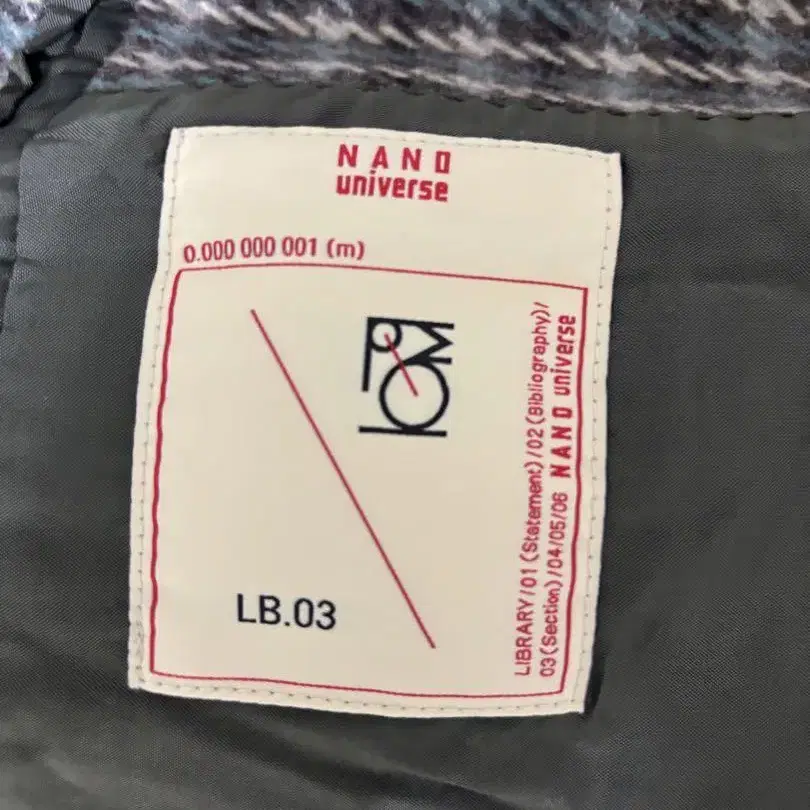 NANO
universe
0.000 000 001 (m)
LB.03
LIBRARY/01 (Statement)/02 (Bibliography)/
03 (Section)/04/05/06 NANO universe